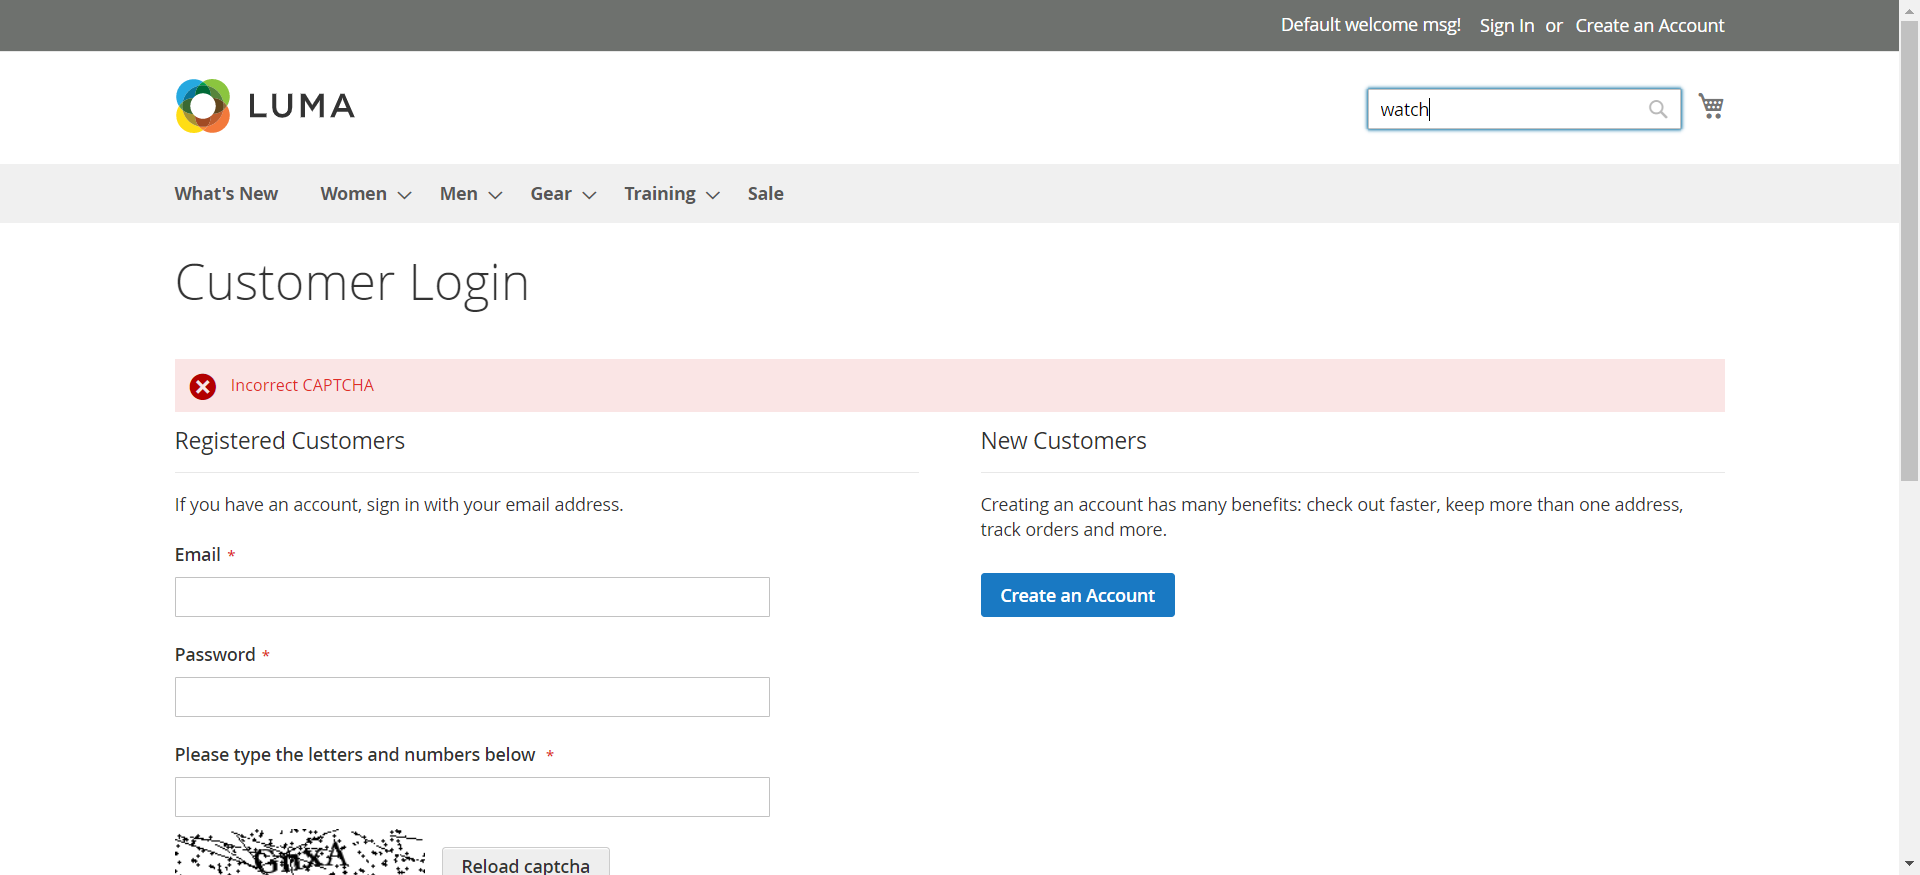 Default welcome msg! Sign In or Create an Account
LUMA
watch
What's New Women Men Gear Training Sale
Customer Login
Incorrect CAPTCHA
Registered Customers
If you have an account, sign in with your email address.
Email *
Password *
Please type the letters and numbers below *
GnxA
Reload captcha
New Customers
Creating an account has many benefits: check out faster, keep more than one address,
track orders and more.
Create an Account